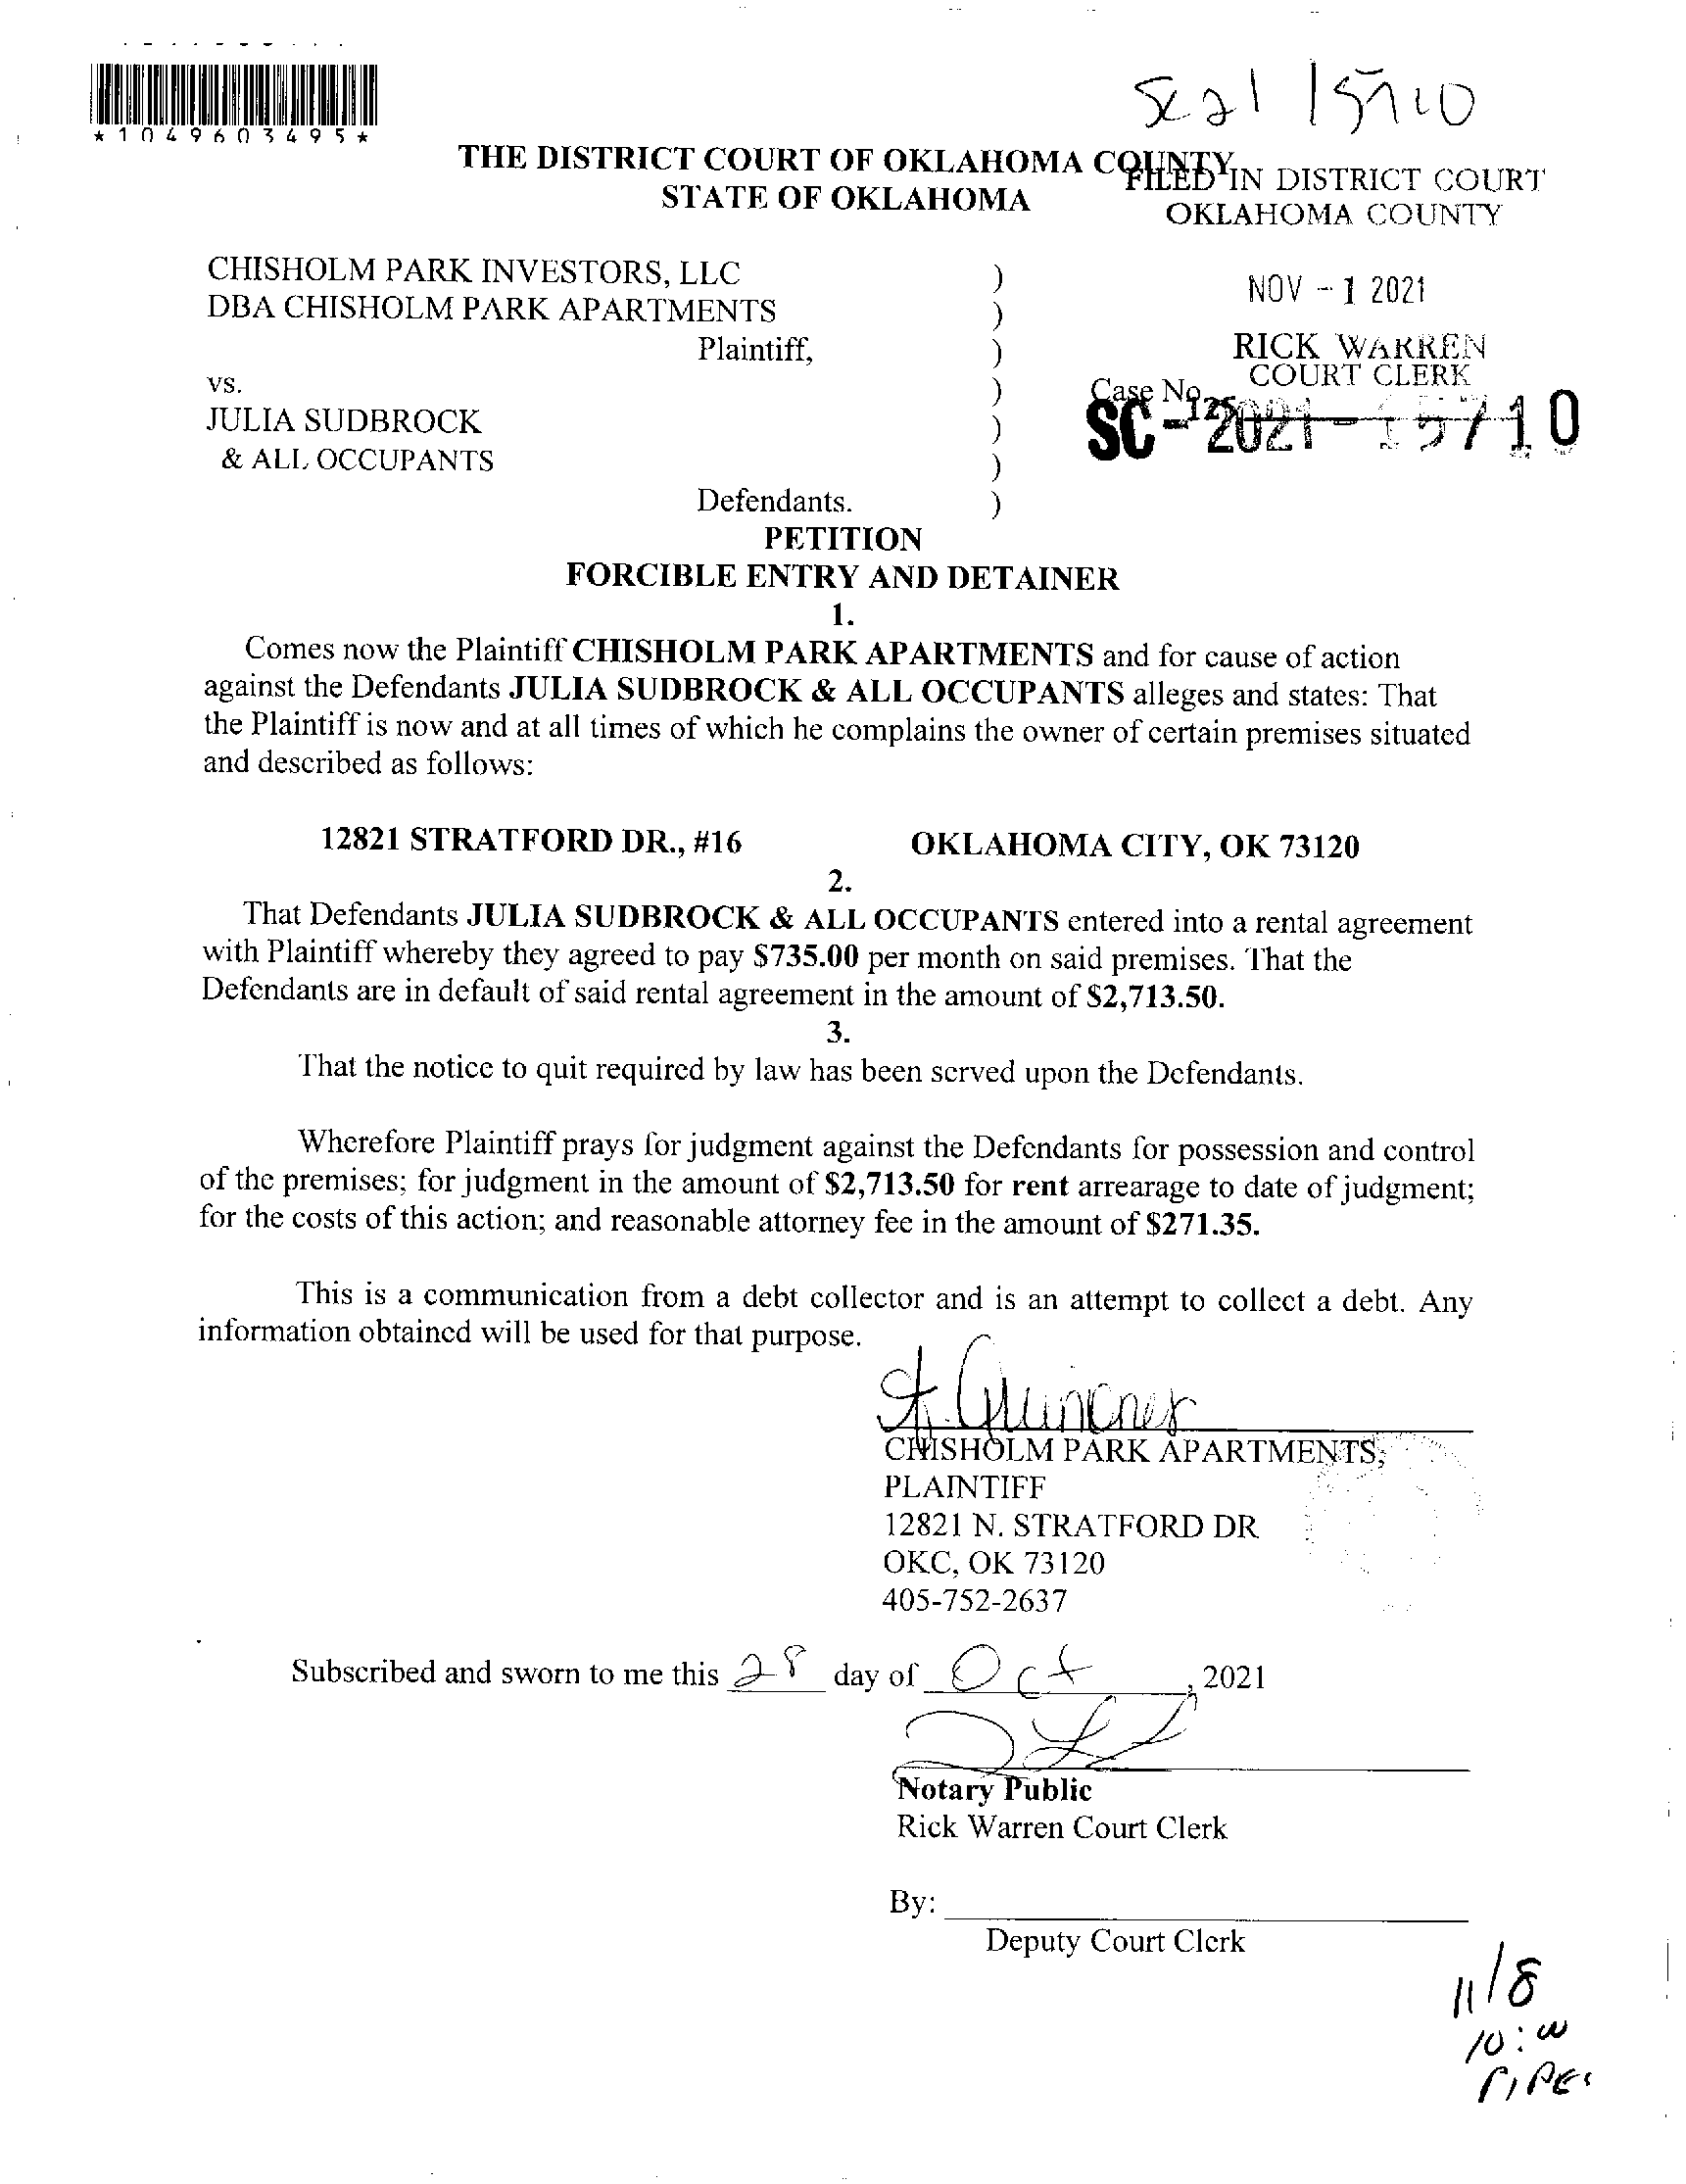 *1049603495*
SC 21 15710
THE DISTRICT COURT OF OKLAHOMA COUNTY
STATE OF OKLAHOMA
FILED IN DISTRICT COURT
OKLAHOMA COUNTY
CHISHOLM PARK INVESTORS, LLC )
DBA CHISHOLM PARK APARTMENTS )
Plaintiff, )
NOV - 1 2021
RICK WARREN
COURT CLERK
vs. )
Case No.
JULIA SUDBROCK )
SC - 2021 - 15710
& ALL OCCUPANTS )
Defendants. )
PETITION
FORCIBLE ENTRY AND DETAINER
1.
Comes now the Plaintiff CHISHOLM PARK APARTMENTS and for cause of action
against the Defendants JULIA SUDBROCK & ALL OCCUPANTS alleges and states: That
the Plaintiff is now and at all times of which he complains the owner of certain premises situated
and described as follows:
12821 STRATFORD DR., #16 OKLAHOMA CITY, OK 73120
2.
That Defendants JULIA SUDBROCK & ALL OCCUPANTS entered into a rental agreement
with Plaintiff whereby they agreed to pay $735.00 per month on said premises. That the
Defendants are in default of said rental agreement in the amount of $2,713.50.
3.
That the notice to quit required by law has been served upon the Defendants.
Wherefore Plaintiff prays for judgment against the Defendants for possession and control
of the premises; for judgment in the amount of $2,713.50 for rent arrearage to date of judgment;
for the costs of this action; and reasonable attorney fee in the amount of $271.35.
This is a communication from a debt collector and is an attempt to collect a debt. Any
information obtained will be used for that purpose.
CHISHOLM PARK APARTMENTS,
PLAINTIFF
12821 N. STRATFORD DR
OKC, OK 73120
405-752-2637
Subscribed and sworn to me this 28 day of Oct, 2021
Notary Public
Rick Warren Court Clerk
By:
Deputy Court Clerk
11/8
10:00